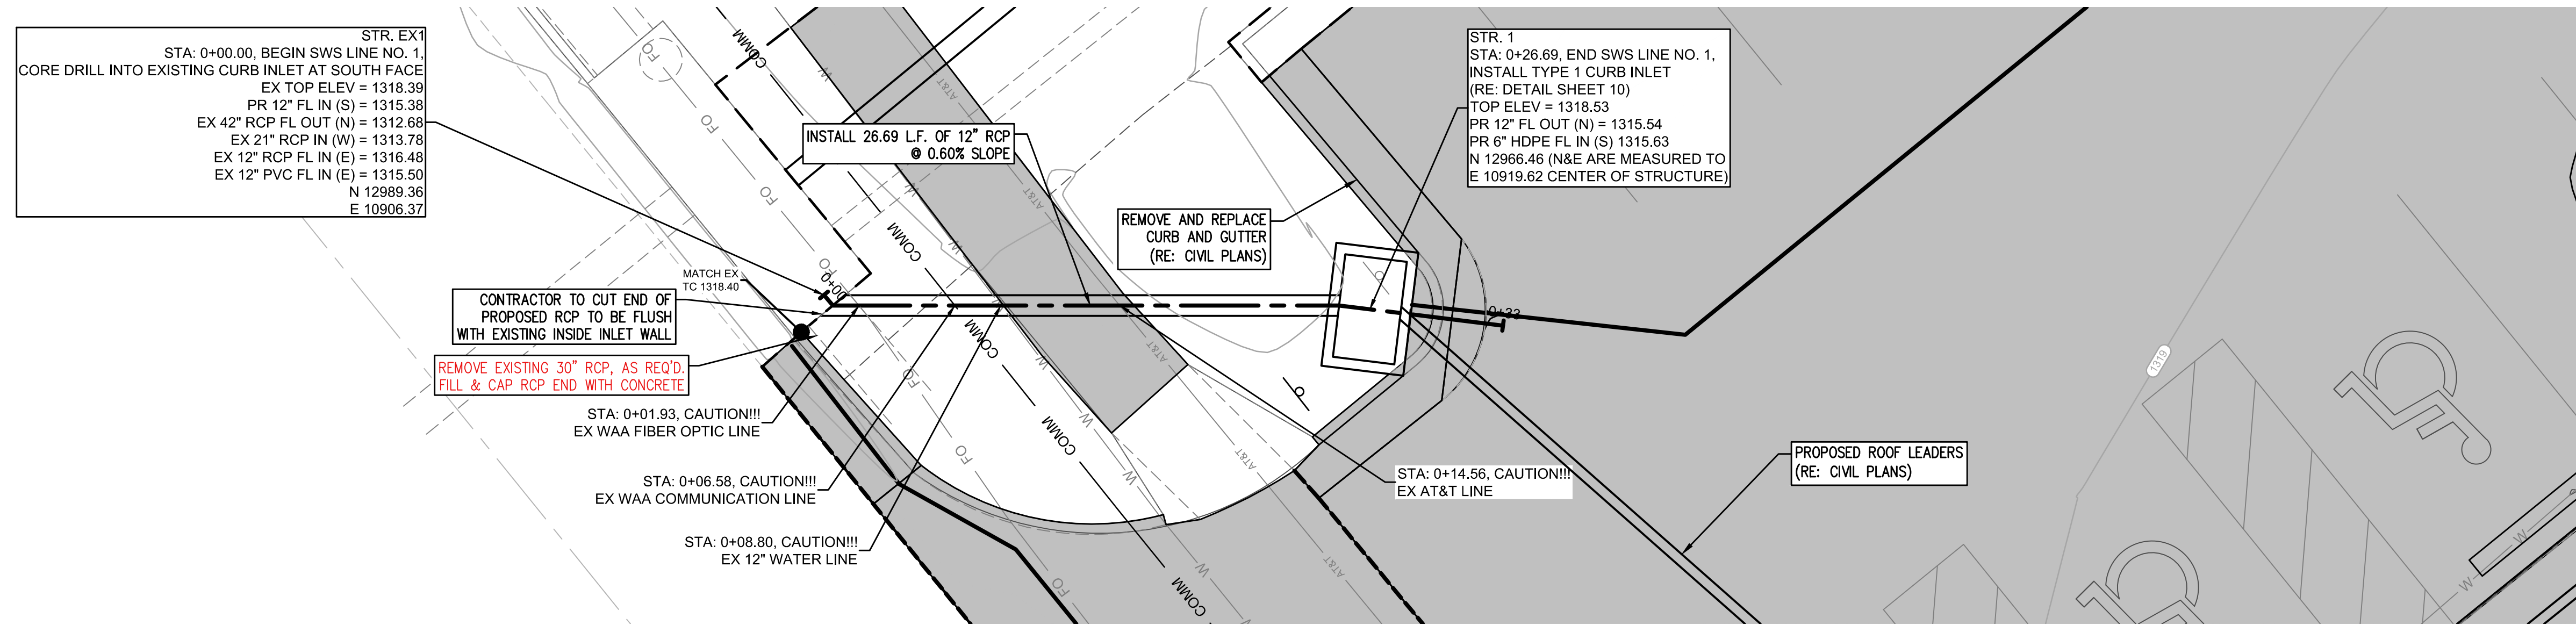 STR. EX1
STA: 0+00.00, BEGIN SWS LINE NO. 1,
CORE DRILL INTO EXISTING CURB INLET AT SOUTH FACE
EX TOP ELEV = 1318.39
PR 12" FL IN (S) = 1315.38
EX 42" RCP FL OUT (N) = 1312.68
EX 21" RCP IN (W) = 1313.78
EX 12" RCP FL IN (E) = 1316.48
EX 12" PVC FL IN (E) = 1315.50
N 12989.36
E 10906.37
INSTALL 26.69 L.F. OF 12" RCP
@ 0.60% SLOPE
STR. 1
STA: 0+26.69, END SWS LINE NO. 1,
INSTALL TYPE 1 CURB INLET
(RE: DETAIL SHEET 10)
TOP ELEV = 1318.53
PR 12" FL OUT (N) = 1315.54
PR 6" HDPE FL IN (S) 1315.63
N 12966.46 (N&E ARE MEASURED TO
E 10919.62 CENTER OF STRUCTURE)
REMOVE AND REPLACE
CURB AND GUTTER
(RE: CIVIL PLANS)
MATCH EX
TC 1318.40
CONTRACTOR TO CUT END OF
PROPOSED RCP TO BE FLUSH
WITH EXISTING INSIDE INLET WALL
REMOVE EXISTING 30" RCP, AS REQ'D.
FILL & CAP RCP END WITH CONCRETE
STA: 0+01.93, CAUTION!!!
EX WAA FIBER OPTIC LINE
STA: 0+06.58, CAUTION!!!
EX WAA COMMUNICATION LINE
STA: 0+08.80, CAUTION!!!
EX 12" WATER LINE
STA: 0+14.56, CAUTION!!!
EX AT&T LINE
PROPOSED ROOF LEADERS
(RE: CIVIL PLANS)
0+00
0+33
1319
FO
FO
FO
FO
FO
FO
FO
COMM
COMM
COMM
COMM
COMM
W
W
W
W
W
W
W
W
W
W
AT&T
AT&T
AT&T
AT&T
AT&T